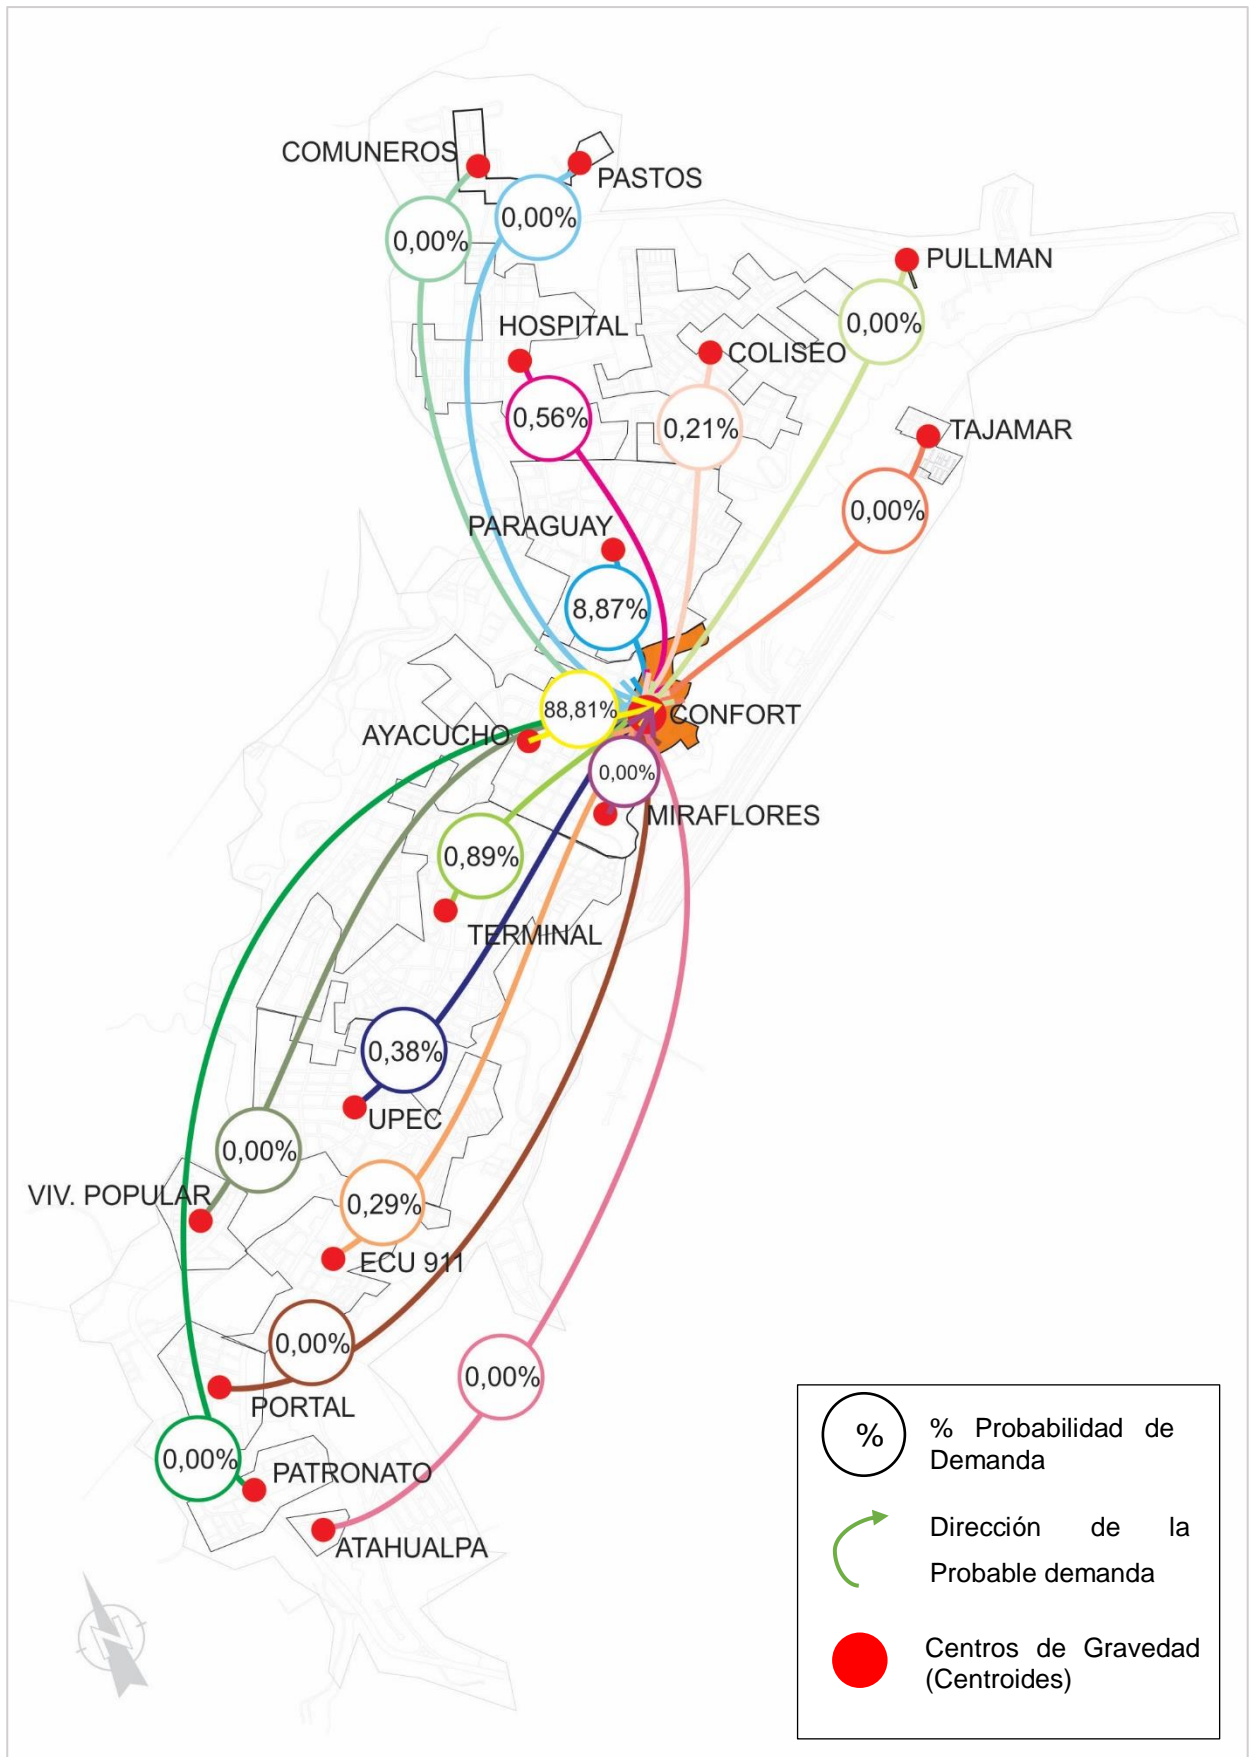 COMUNEROS
PASTOS
0,00%
0,00%
PULLMAN
HOSPITAL
0,00%
COLISEO
0,56%
0,21%
TAJAMAR
0,00%
PARAGUAY
8,87%
88,81%
CONFORT
AYACUCHO
0,00%
MIRAFLORES
0,89%
TERMINAL
0,38%
UPEC
0,00%
VIV. POPULAR
0,29%
ECU 911
0,00%
0,00%
PORTAL
0,00%
PATRONATO
ATAHUALPA
%
% Probabilidad de
Demanda
Dirección de la
Probable demanda
Centros de Gravedad
(Centroides)